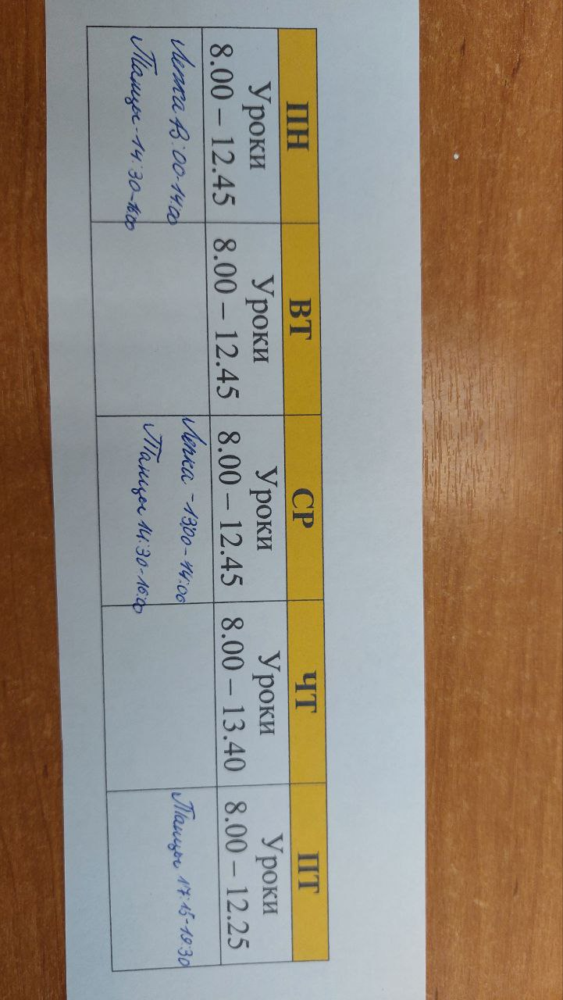 ПН
ВТ
СР
ЧТ
ПТ
Уроки
8.00 – 12.45
Уроки
8.00 – 12.45
Уроки
8.00 – 12.45
Уроки
8.00 – 13.40
Уроки
8.00 – 12.25
Лепка 13:00-14:00
Танцы - 14:30-16:00
Лепка - 13:00 - 14:00
Танцы 14:30-16:00
Танцы 17:15-19:30